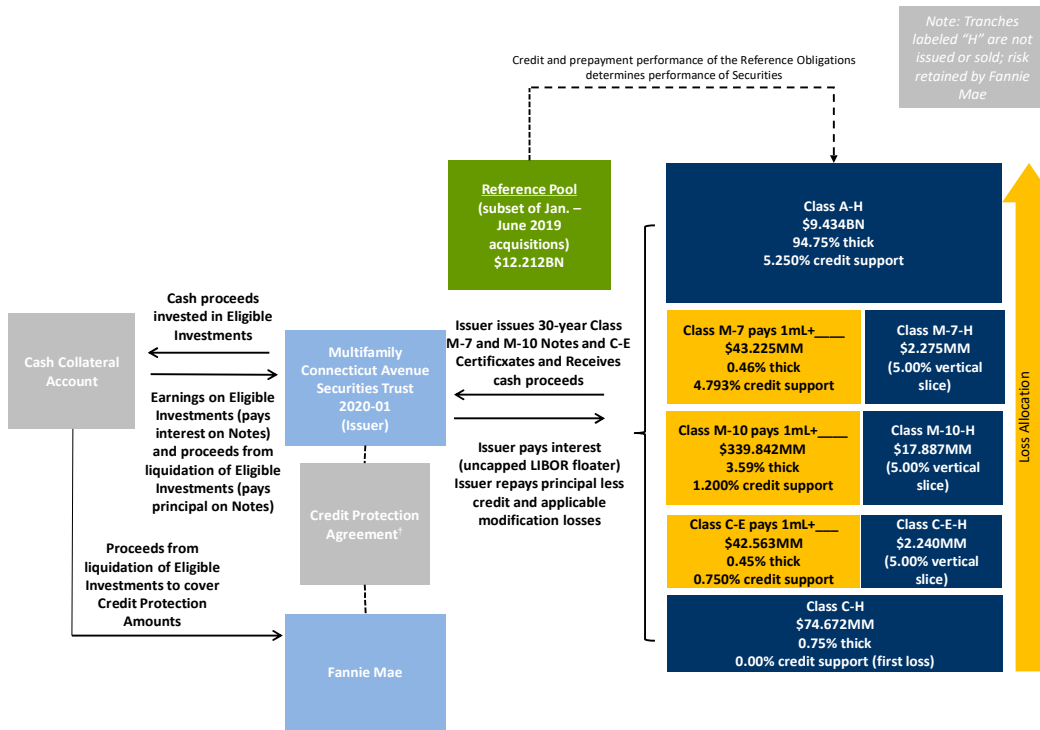 Note: Tranches
labeled “H” are not
issued or sold; risk
retained by Fannie
Mae
Credit and prepayment performance of the Reference Obligations
determines performance of Securities
Reference Pool
(subset of Jan. –
June 2019
acquisitions)
$12.212BN
Class A-H
$9.434BN
94.75% thick
5.250% credit support
Cash proceeds
invested in Eligible
Investments
Cash Collateral
Account
Earnings on Eligible
Investments (pays
interest on Notes)
and proceeds from
liquidation of Eligible
Investments (pays
principal on Notes)
Proceeds from
liquidation of Eligible
Investments to cover
Credit Protection
Amounts
Multifamily
Connecticut Avenue
Securities Trust
2020-01
(Issuer)
Credit Protection
Agreement†
Fannie Mae
Issuer issues 30-year Class
M-7 and M-10 Notes and C-E
Certificxates and Receives
cash proceeds
Issuer pays interest
(uncapped LIBOR floater)
Issuer repays principal less
credit and applicable
modification losses
Class M-7 pays 1mL+____
$43.225MM
0.46% thick
4.793% credit support
Class M-7-H
$2.275MM
(5.00% vertical
slice)
Class M-10 pays 1mL+____
$339.842MM
3.59% thick
1.200% credit support
Class M-10-H
$17.887MM
(5.00% vertical
slice)
Class C-E pays 1mL+___
$42.563MM
0.45% thick
0.750% credit support
Class C-E-H
$2.240MM
(5.00% vertical
slice)
Class C-H
$74.672MM
0.75% thick
0.00% credit support (first loss)
Loss Allocation